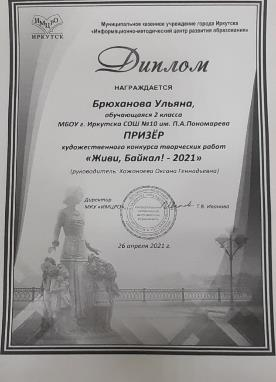 ИМЦРО
ИРКУТСК
Муниципальное казенное учреждение города Иркутска
«Информационно-методический центр развития образования»
Диплом
НАГРАЖДАЕТСЯ
Брюханова Ульяна,
обучающаяся 2 класса
МБОУ г. Иркутска СОШ №10 им. П.А.Пономарева
ПРИЗЁР
художественного конкурса творческих работ
«Живи, Байкал! - 2021»
(руководитель: Геннадьевна)
Директор
МКУ «ИМЦРО» Т.В. Иванова
26 апреля 2021 г.